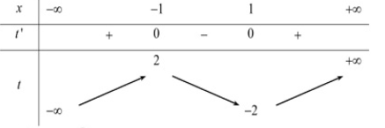 x −∞ −1 1 +∞
t' + 0 − 0 +
2 +∞
t
−∞ −2